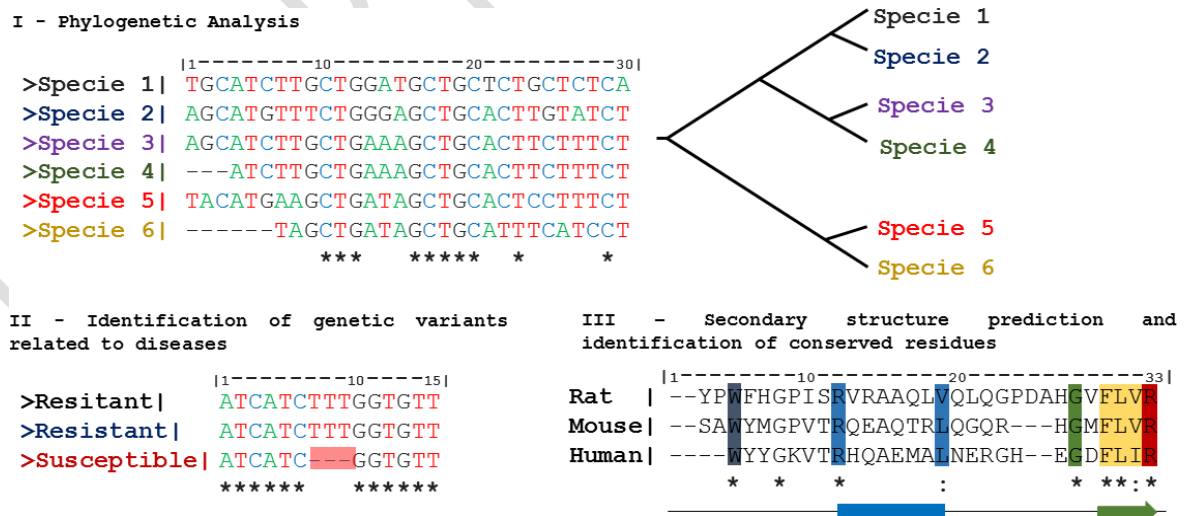 I - Phylogenetic Analysis
|1--------10---------20---------30|
>Specie 1| TGCATCTTGCTGGATGCTGCTCTGCTCTCA
>Specie 2| AGCATGTTTCTGGGAGCTGCACTTGTATCT
>Specie 3| AGCATCTTGCTGAAAGCTGCACTTCTTTCT
>Specie 4| ---ATCTTGCTGAAAGCTGCACTTCTTTCT
>Specie 5| TACATGAAGCTGATAGCTGCACTCCTTTCT
>Specie 6| ------TAGCTGATAGCTGCATTTCATCCT
*** ***** * *
Specie 1
Specie 2
Specie 3
Specie 4
Specie 5
Specie 6
II - Identification of genetic variants
related to diseases
|1--------10----15|
>Resitant| ATCATCTTTGGTGTT
>Resistant| ATCATCTTTGGTGTT
>Susceptible| ATCATC---GGTGTT
****** ******
III - Secondary structure prediction and
identification of conserved residues
|1--------10---------20------------33|
Rat | --YPWFHGPISRVRAAQLVQLQGPDAHGVFLVR
Mouse| --SAWYMGPVTRQEAQTRLQGQR---HGMFLVR
Human| ----WYYGKVTRHQAEMALNERGH--EGDFLIR
* * * : * **:*